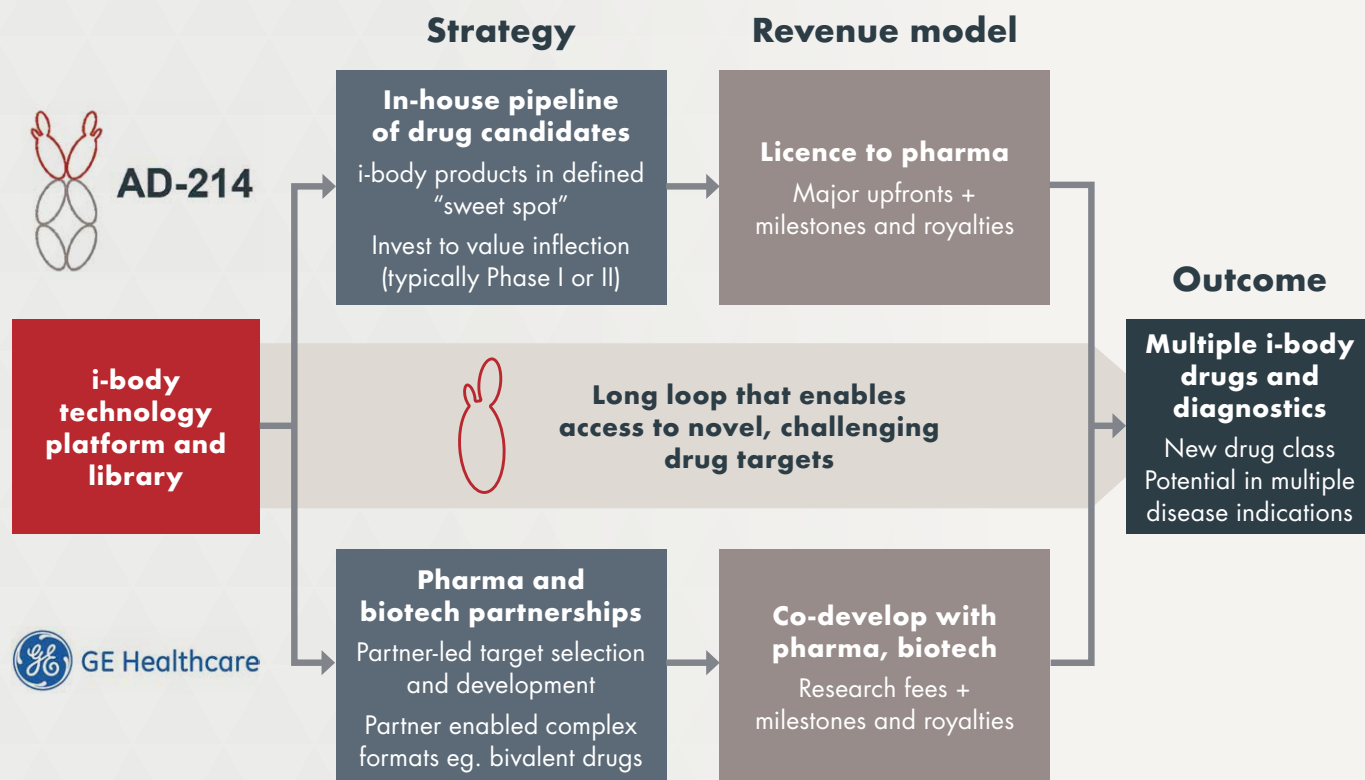 Strategy
Revenue model
AD-214
In-house pipeline
of drug candidates
i-body products in defined
“sweet spot”
Invest to value inflection
(typically Phase I or II)
Licence to pharma
Major upfronts +
milestones and royalties
Outcome
i-body
technology
platform and
library
Long loop that enables
access to novel, challenging
drug targets
Multiple i-body
drugs and
diagnostics
New drug class
Potential in multiple
disease indications
GE Healthcare
Pharma and
biotech partnerships
Partner-led target selection
and development
Partner enabled complex
formats eg. bivalent drugs
Co-develop with
pharma, biotech
Research fees +
milestones and royalties